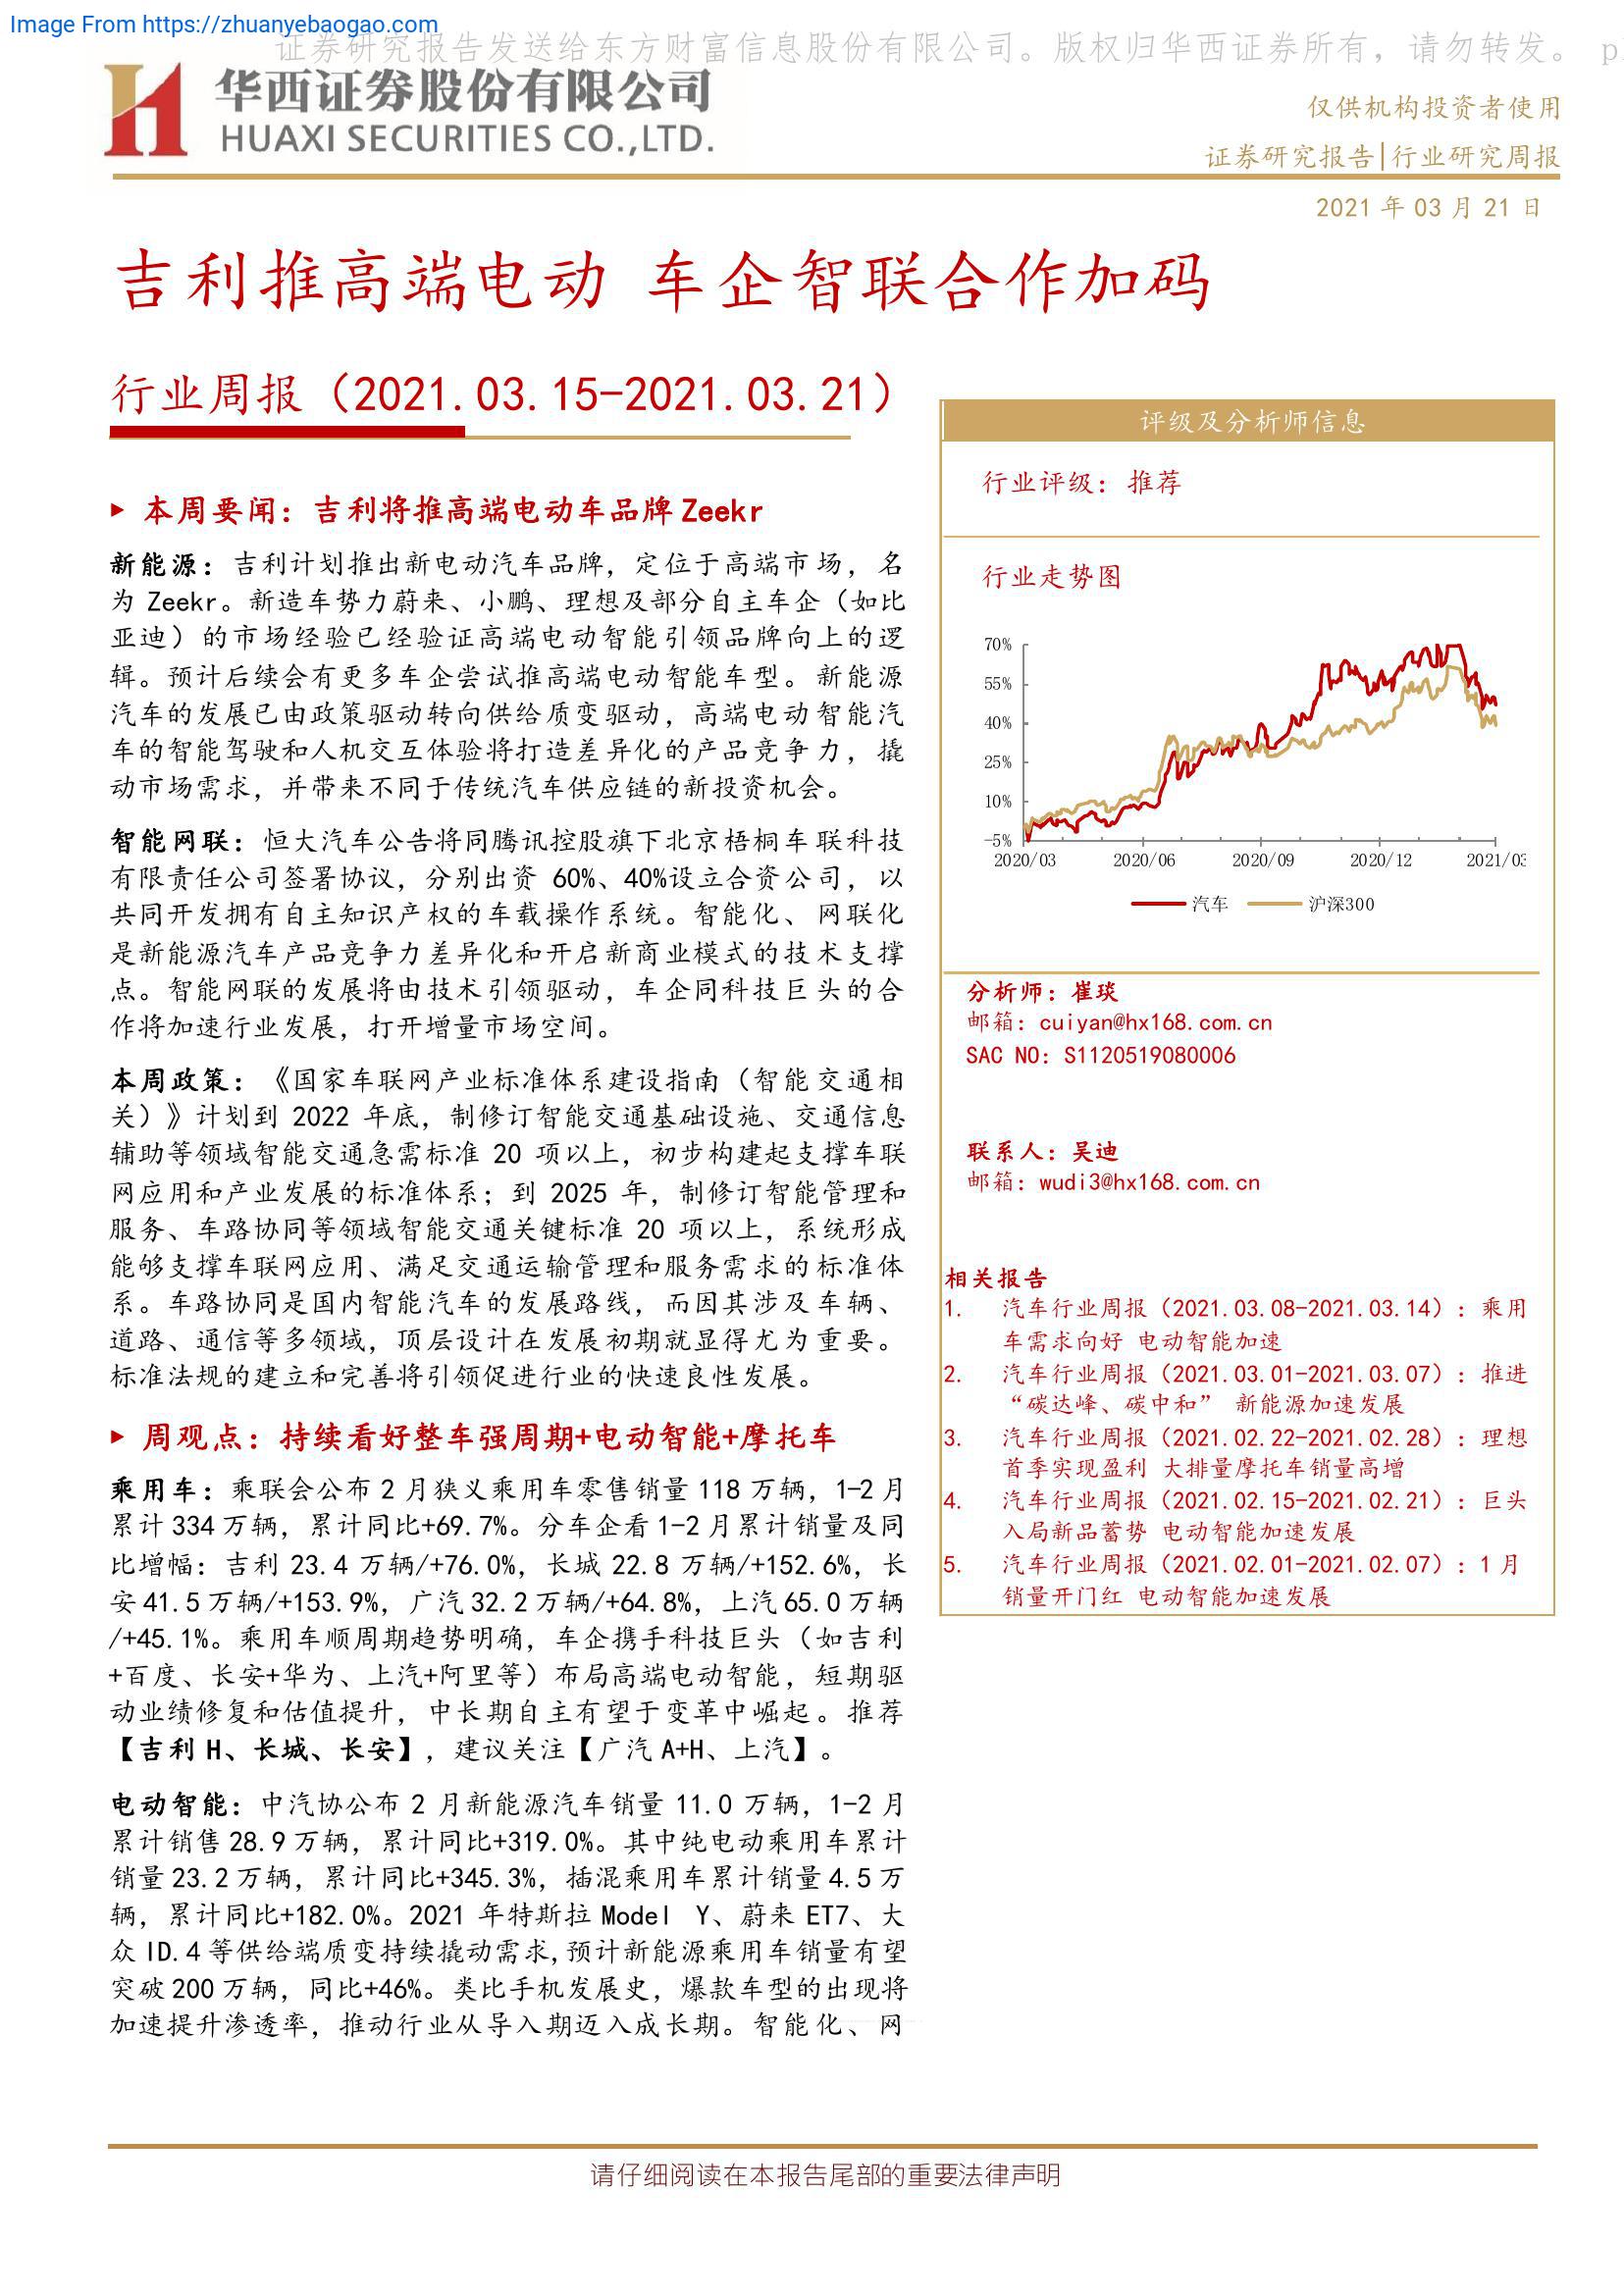 Image From https://zhuanyebaogao.com
证券研究报告发送给东方财富信息股份有限公司。版权归华西证券所有，请勿转发。 p
华西证券股份有限公司
HUAXI SECURITIES CO.,LTD.
仅供机构投资者使用
证券研究报告|行业研究周报
2021 年 03 月 21 日
吉利推高端电动 车企智联合作加码
行业周报（2021.03.15-2021.03.21）
▸ 本周要闻：吉利将推高端电动车品牌 Zeekr
新能源：吉利计划推出新电动汽车品牌，定位于高端市场，名
为 Zeekr。新造车势力蔚来、小鹏、理想及部分自主车企（如比
亚迪）的市场经验已经验证高端电动智能引领品牌向上的逻
辑。预计后续会有更多车企尝试推高端电动智能车型。新能源
汽车的发展已由政策驱动转向供给质变驱动，高端电动智能汽
车的智能驾驶和人机交互体验将打造差异化的产品竞争力，撬
动市场需求，并带来不同于传统汽车供应链的新投资机会。
智能网联：恒大汽车公告将同腾讯控股旗下北京梧桐车联科技
有限责任公司签署协议，分别出资 60%、40%设立合资公司，以
共同开发拥有自主知识产权的车载操作系统。智能化、网联化
是新能源汽车产品竞争力差异化和开启新商业模式的技术支撑
点。智能网联的发展将由技术引领驱动，车企同科技巨头的合
作将加速行业发展，打开增量市场空间。
本周政策：《国家车联网产业标准体系建设指南（智能交通相
关）》计划到 2022 年底，制修订智能交通基础设施、交通信息
辅助等领域智能交通急需标准 20 项以上，初步构建起支撑车联
网应用和产业发展的标准体系；到 2025 年，制修订智能管理和
服务、车路协同等领域智能交通关键标准 20 项以上，系统形成
能够支撑车联网应用、满足交通运输管理和服务需求的标准体
系。车路协同是国内智能汽车的发展路线，而因其涉及车辆、
道路、通信等多领域，顶层设计在发展初期就显得尤为重要。
标准法规的建立和完善将引领促进行业的快速良性发展。
▸ 周观点：持续看好整车强周期+电动智能+摩托车
乘用车：乘联会公布 2 月狭义乘用车零售销量 118 万辆，1-2 月
累计 334 万辆，累计同比+69.7%。分车企看 1-2 月累计销量及同
比增幅：吉利 23.4 万辆/+76.0%，长城 22.8 万辆/+152.6%，长
安 41.5 万辆/+153.9%，广汽 32.2 万辆/+64.8%，上汽 65.0 万辆
/+45.1%。乘用车顺周期趋势明确，车企携手科技巨头（如吉利
+百度、长安+华为、上汽+阿里等）布局高端电动智能，短期驱
动业绩修复和估值提升，中长期自主有望于变革中崛起。推荐
【吉利 H、长城、长安】，建议关注【广汽 A+H、上汽】。
电动智能：中汽协公布 2 月新能源汽车销量 11.0 万辆，1-2 月
累计销售 28.9 万辆，累计同比+319.0%。其中纯电动乘用车累计
销量 23.2 万辆，累计同比+345.3%，插混乘用车累计销量 4.5 万
辆，累计同比+182.0%。2021 年特斯拉 Model Y、蔚来 ET7、大
众 ID.4 等供给端质变持续撬动需求,预计新能源乘用车销量有望
突破 200 万辆，同比+46%。类比手机发展史，爆款车型的出现将
加速提升渗透率，推动行业从导入期迈入成长期。智能化、网
评级及分析师信息
行业评级：推荐
行业走势图
70%
55%
40%
25%
10%
-5%
2020/03 2020/06 2020/09 2020/12 2021/03
汽车 沪深300
分析师：崔琰
邮箱：cuiyan@hx168.com.cn
SAC NO：S1120519080006
联系人：吴迪
邮箱：wudi3@hx168.com.cn
相关报告
1. 汽车行业周报（2021.03.08-2021.03.14）：乘用
车需求向好 电动智能加速
2. 汽车行业周报（2021.03.01-2021.03.07）：推进
“碳达峰、碳中和” 新能源加速发展
3. 汽车行业周报（2021.02.22-2021.02.28）：理想
首季实现盈利 大排量摩托车销量高增
4. 汽车行业周报（2021.02.15-2021.02.21）：巨头
入局新品蓄势 电动智能加速发展
5. 汽车行业周报（2021.02.01-2021.02.07）：1 月
销量开门红 电动智能加速发展
请仔细阅读在本报告尾部的重要法律声明